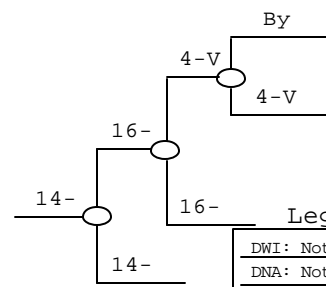 By
4-V
4-V
16-
16-
14-
Leg
DWI: Not
DNA: Not
14-